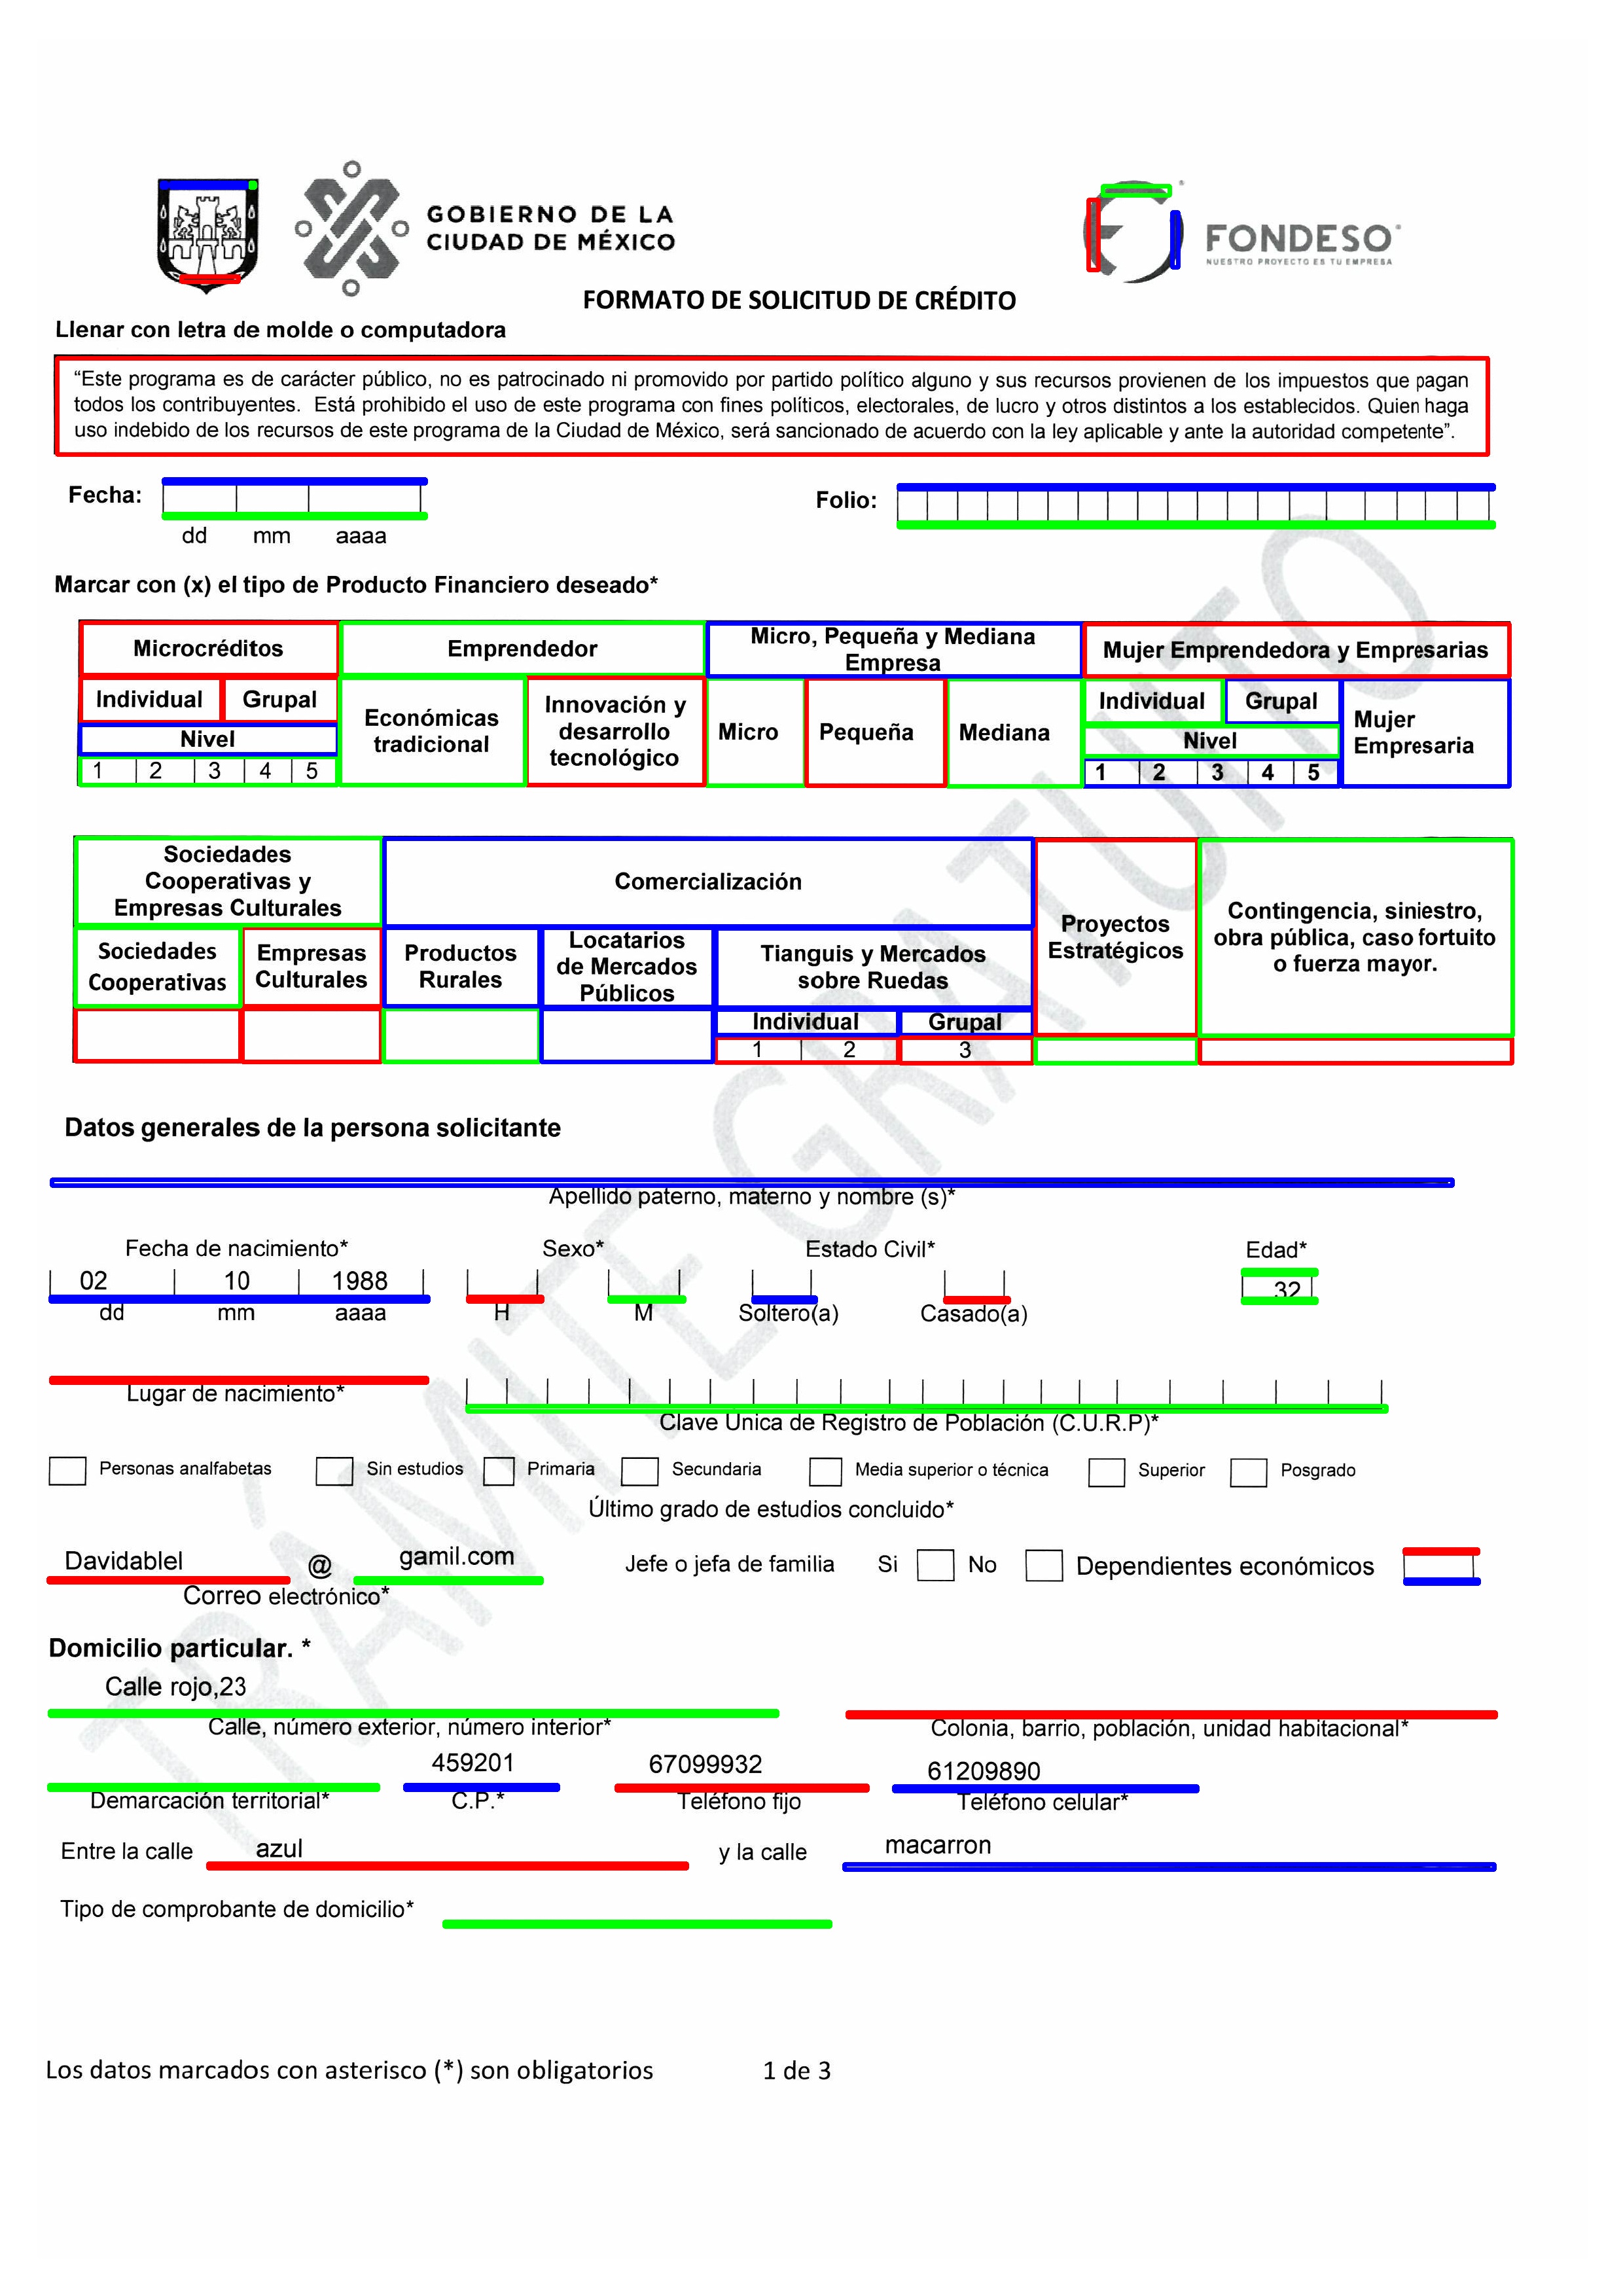 GOBIERNO DE LA
CIUDAD DE MÉXICO
FONDESO
NUESTRO PROYECTO ES TU EMPRESA
FORMATO DE SOLICITUD DE CRÉDITO
Llenar con letra de molde o computadora
“Este programa es de carácter público, no es patrocinado ni promovido por partido político alguno y sus recursos provienen de los impuestos que pagan
todos los contribuyentes. Está prohibido el uso de este programa con fines políticos, electorales, de lucro y otros distintos a los establecidos. Quien haga
uso indebido de los recursos de este programa de la Ciudad de México, será sancionado de acuerdo con la ley aplicable y ante la autoridad competente”.
Fecha: Folio:
dd mm aaaa
Marcar con (x) el tipo de Producto Financiero deseado*
Microcréditos Emprendedor Micro, Pequeña y Mediana Empresa Mujer Emprendedora y Empresarias
Individual Grupal Económicas tradicional Innovación y desarrollo tecnológico Micro Pequeña Mediana Individual Grupal Mujer Empresaria
Nivel Nivel
1 2 3 4 5 1 2 3 4 5
Sociedades Cooperativas y Empresas Culturales Comercialización Proyectos Estratégicos Contingencia, siniestro, obra pública, caso fortuito o fuerza mayor.
Sociedades Cooperativas Empresas Culturales Productos Rurales Locatarios de Mercados Públicos Tianguis y Mercados sobre Ruedas
Individual Grupal
1 2 3
Datos generales de la persona solicitante
Apellido paterno, materno y nombre (s)*
Fecha de nacimiento* Sexo* Estado Civil* Edad*
02 10 1988 32
dd mm aaaa H M Soltero(a) Casado(a)
Lugar de nacimiento*
Clave Unica de Registro de Población (C.U.R.P)*
Personas analfabetas Sin estudios Primaria Secundaria Media superior o técnica Superior Posgrado
Último grado de estudios concluido*
Davidablel @ gamil.com Jefe o jefa de familia Si No Dependientes económicos
Correo electrónico*
Domicilio particular. *
Calle rojo,23
Calle, número exterior, número interior* Colonia, barrio, población, unidad habitacional*
459201 67099932 61209890
Demarcación territorial* C.P.* Teléfono fijo Teléfono celular*
Entre la calle azul y la calle macarron
Tipo de comprobante de domicilio*
Los datos marcados con asterisco (*) son obligatorios 1 de 3
TRÁMITE GRATUITO